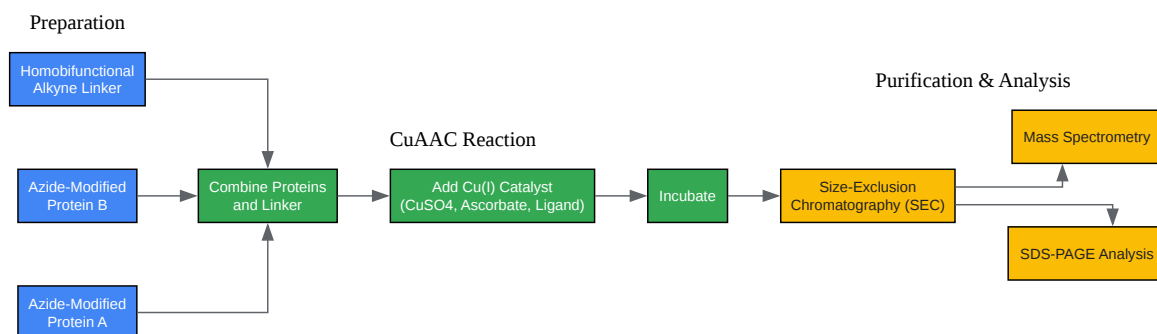 Preparation
Homobifunctional
Alkyne Linker
Purification & Analysis
Mass Spectrometry
CuAAC Reaction
Azide-Modified
Protein B
Combine Proteins
and Linker
Add Cu(I) Catalyst
(CuSO4, Ascorbate, Ligand)
Incubate
Size-Exclusion
Chromatography (SEC)
SDS-PAGE Analysis
Azide-Modified
Protein A